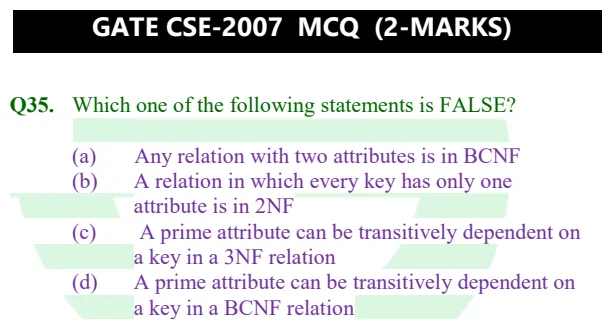 GATE CSE-2007 MCQ (2-MARKS)
Q35. Which one of the following statements is FALSE?
(a) Any relation with two attributes is in BCNF
(b) A relation in which every key has only one
attribute is in 2NF
(c) A prime attribute can be transitively dependent on
a key in a 3NF relation
(d) A prime attribute can be transitively dependent on
a key in a BCNF relation